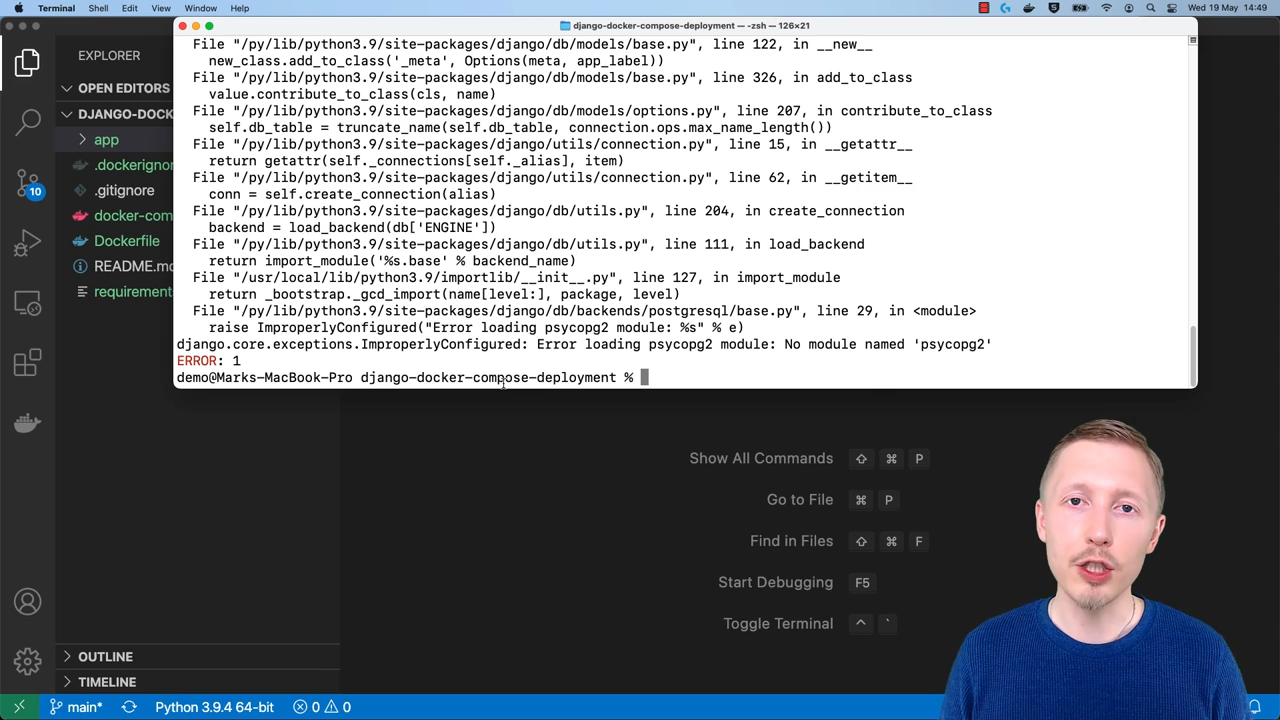 Terminal Shell Edit View Window Help Wed 19 May 14:49
django-docker-compose-deployment — -zsh — 126×21
EXPLORER
OPEN EDITORS
DJANGO-DOCK
app
.dockerignor
.gitignore
docker-com
Dockerfile
README.md
requirement
10
File "/py/lib/python3.9/site-packages/django/db/models/base.py", line 122, in __new__
new_class.add_to_class('_meta', Options(meta, app_label))
File "/py/lib/python3.9/site-packages/django/db/models/base.py", line 326, in add_to_class
value.contribute_to_class(cls, name)
File "/py/lib/python3.9/site-packages/django/db/models/options.py", line 207, in contribute_to_class
self.db_table = truncate_name(self.db_table, connection.ops.max_name_length())
File "/py/lib/python3.9/site-packages/django/utils/connection.py", line 15, in __getattr__
return getattr(self._connections[self._alias], item)
File "/py/lib/python3.9/site-packages/django/utils/connection.py", line 62, in __getitem__
conn = self.create_connection(alias)
File "/py/lib/python3.9/site-packages/django/db/utils.py", line 204, in create_connection
backend = load_backend(db['ENGINE'])
File "/py/lib/python3.9/site-packages/django/db/utils.py", line 111, in load_backend
return import_module('%s.base' % backend_name)
File "/usr/local/lib/python3.9/importlib/__init__.py", line 127, in import_module
return _bootstrap._gcd_import(name[level:], package, level)
File "/py/lib/python3.9/site-packages/django/db/backends/postgresql/base.py", line 29, in <module>
raise ImproperlyConfigured("Error loading psycopg2 module: %s" % e)
django.core.exceptions.ImproperlyConfigured: Error loading psycopg2 module: No module named 'psycopg2'
ERROR: 1
demo@Marks-MacBook-Pro django-docker-compose-deployment %
Show All Commands ⇧ ⌘ P
Go to File ⌘ P
Find in Files ⇧ ⌘ F
Start Debugging F5
Toggle Terminal ^ `
OUTLINE
TIMELINE
main* Python 3.9.4 64-bit 0 0